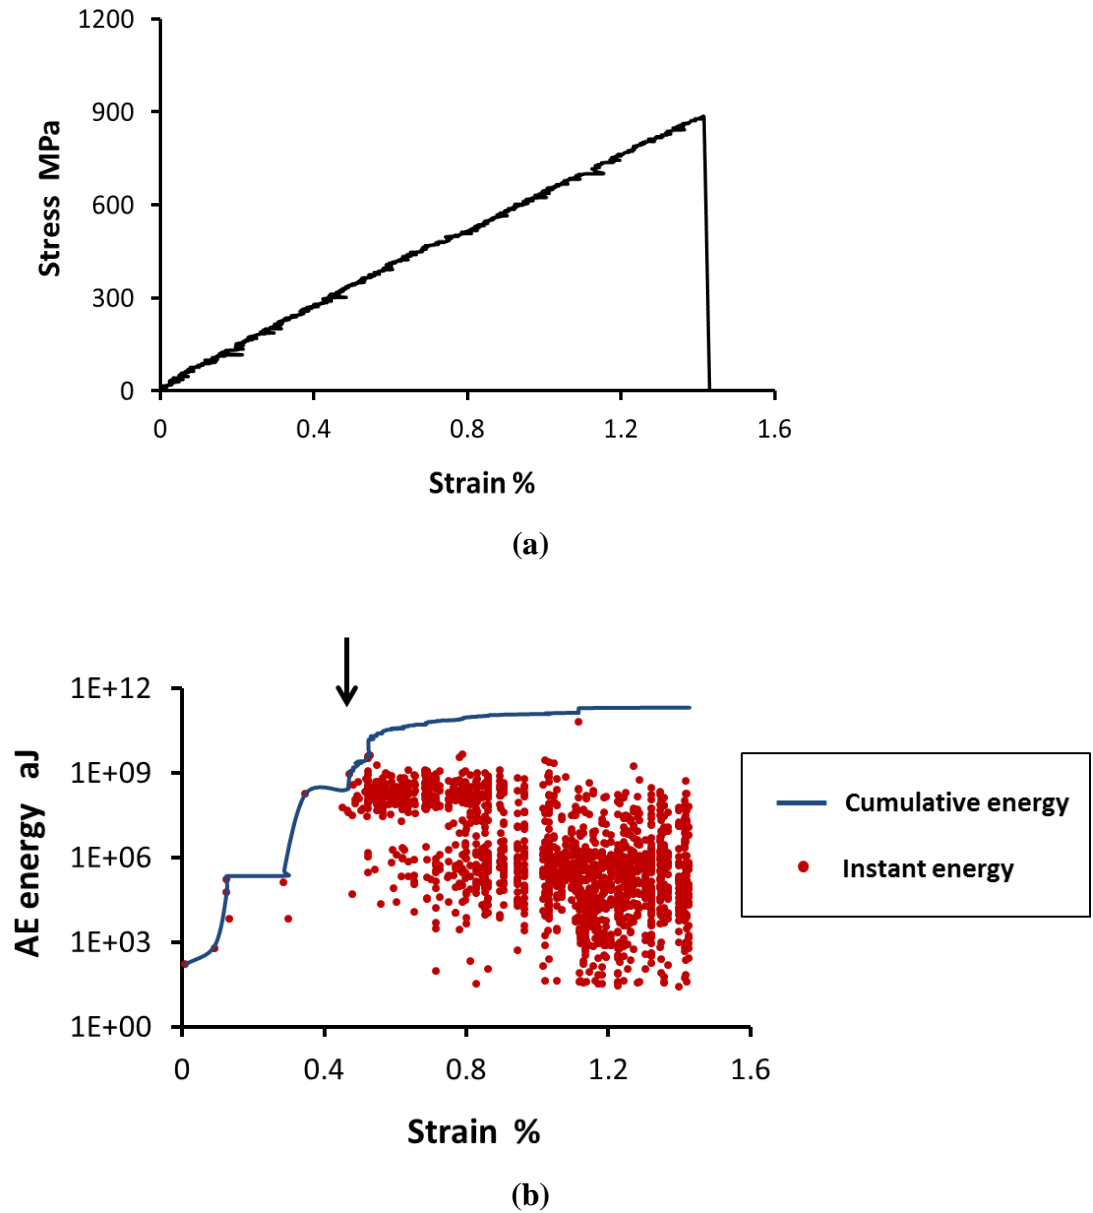 1200
900
600
300
0
Stress MPa
0 0.4 0.8 1.2 1.6
Strain %
(a)
1E+12
1E+09
1E+06
1E+03
1E+00
AE energy aJ
0 0.4 0.8 1.2 1.6
Strain %
Cumulative energy
Instant energy
(b)